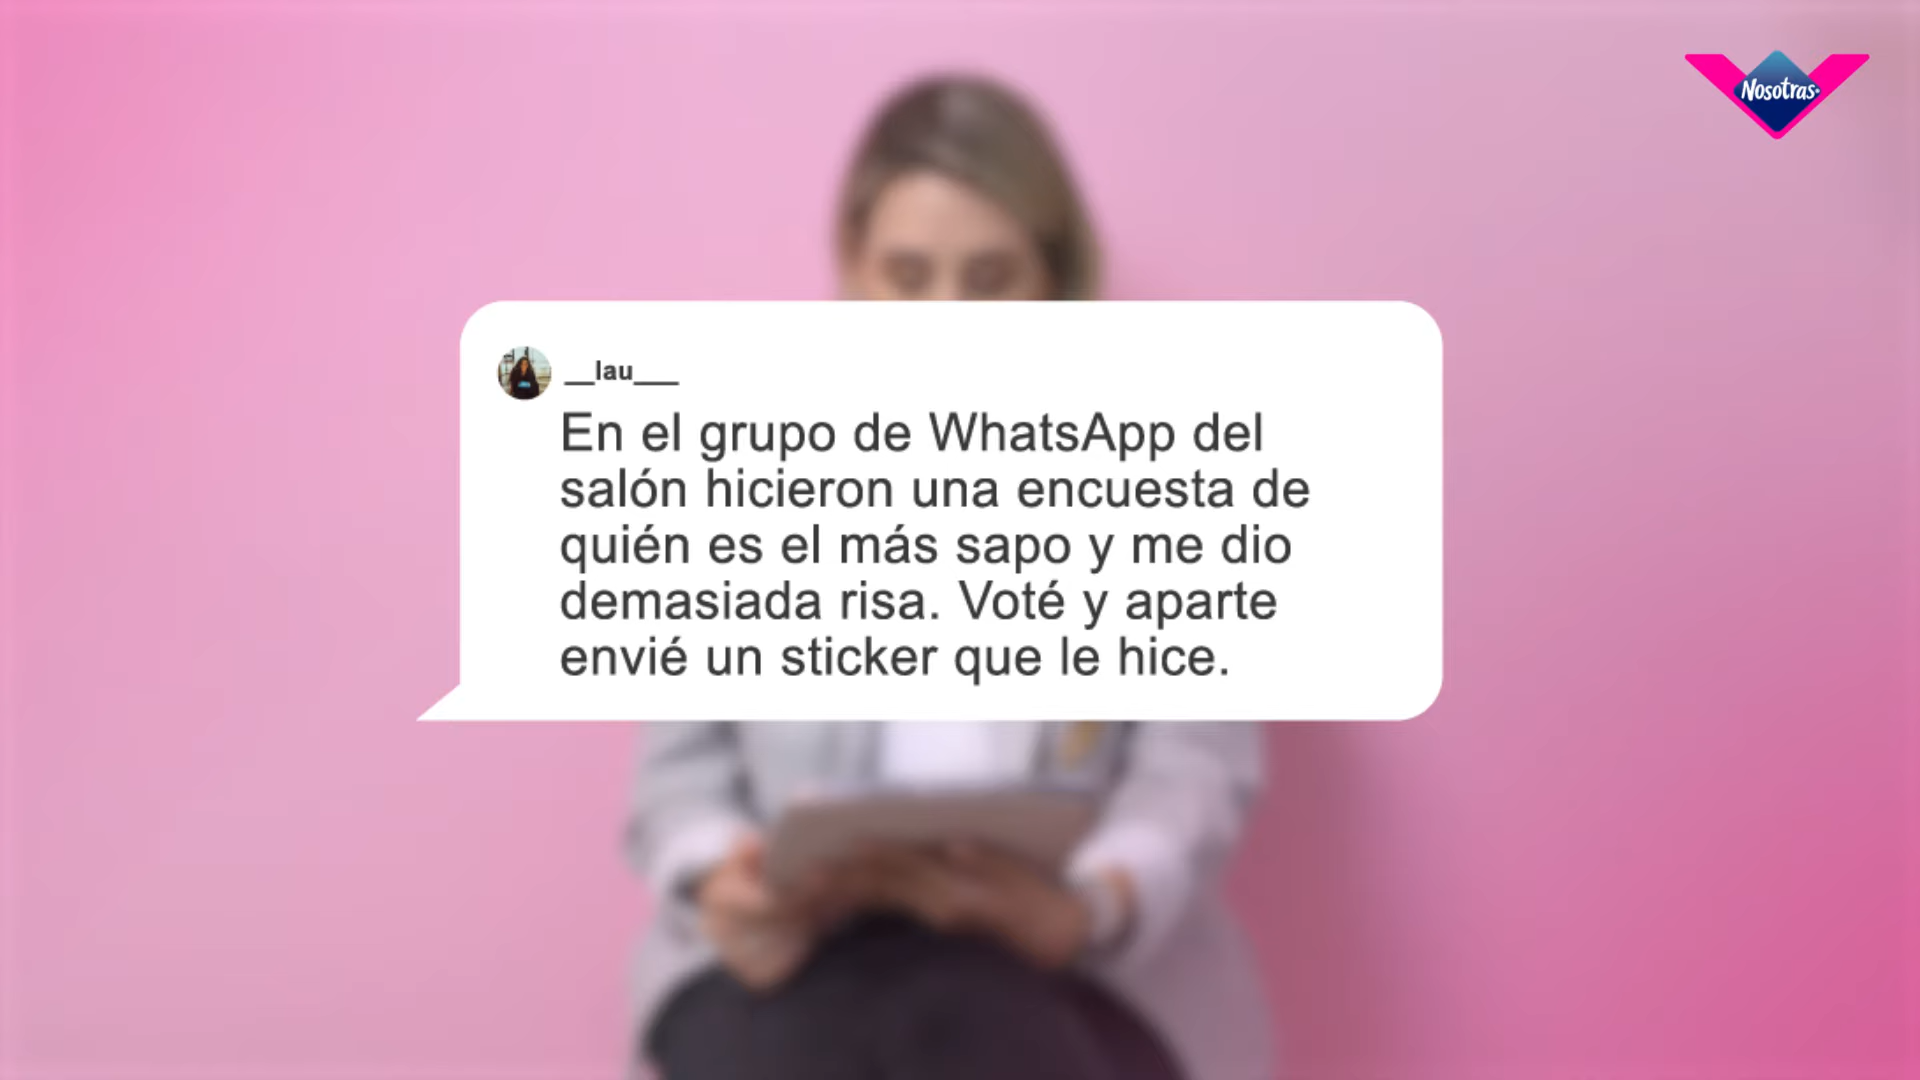 Nosotras
__lau___
En el grupo de WhatsApp del
salón hicieron una encuesta de
quién es el más sapo y me dio
demasiada risa. Voté y aparte
envié un sticker que le hice.